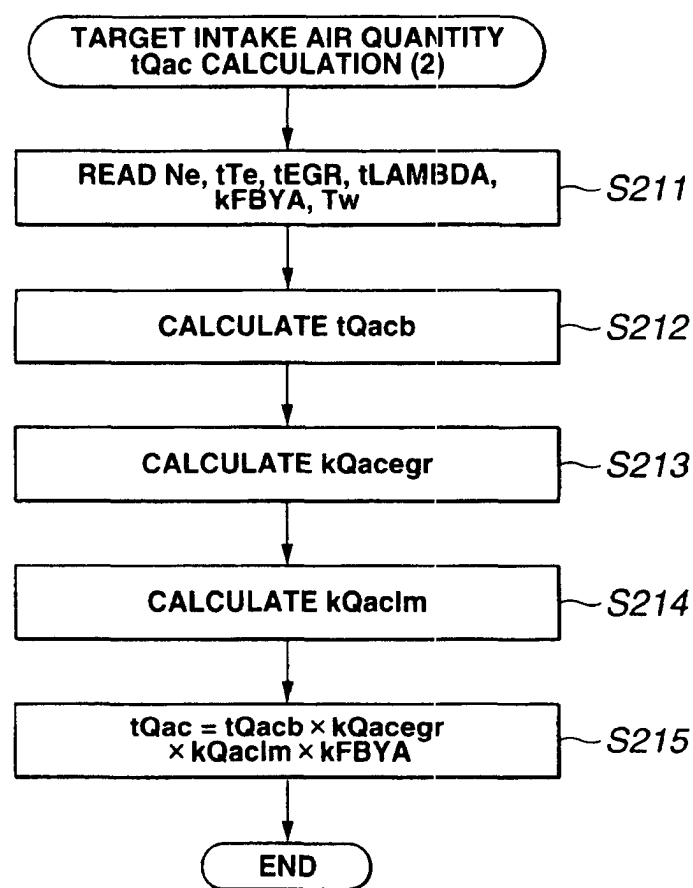 TARGET INTAKE AIR QUANTITY
tQac CALCULATION (2)
READ Ne, tTe, tEGR, tLAMBDA,
kFBYA, Tw
S211
CALCULATE tQacb
S212
CALCULATE kQacegr
S213
CALCULATE kQaclm
S214
tQac = tQacb × kQacegr
× kQaclm × kFBYA
S215
END